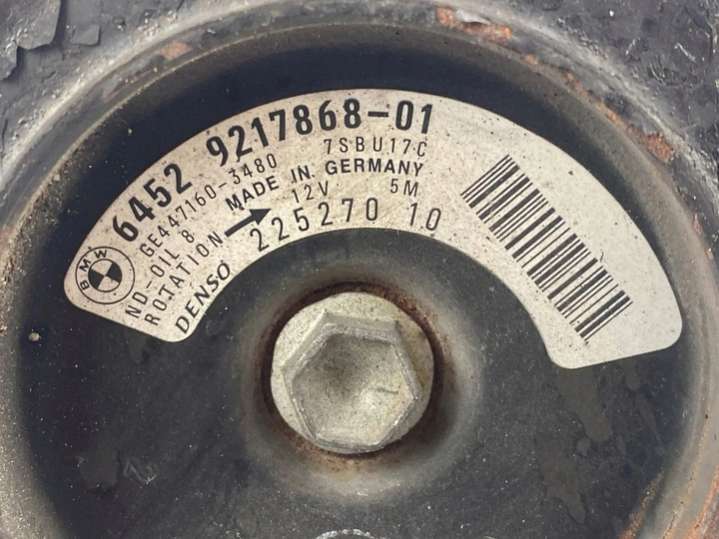 BMW
6452 9217868-01
GE447160-3480 7SBU17C
ND-OIL 8 MADE IN GERMANY
ROTATION → 12V 5M
DENSO 225270 10